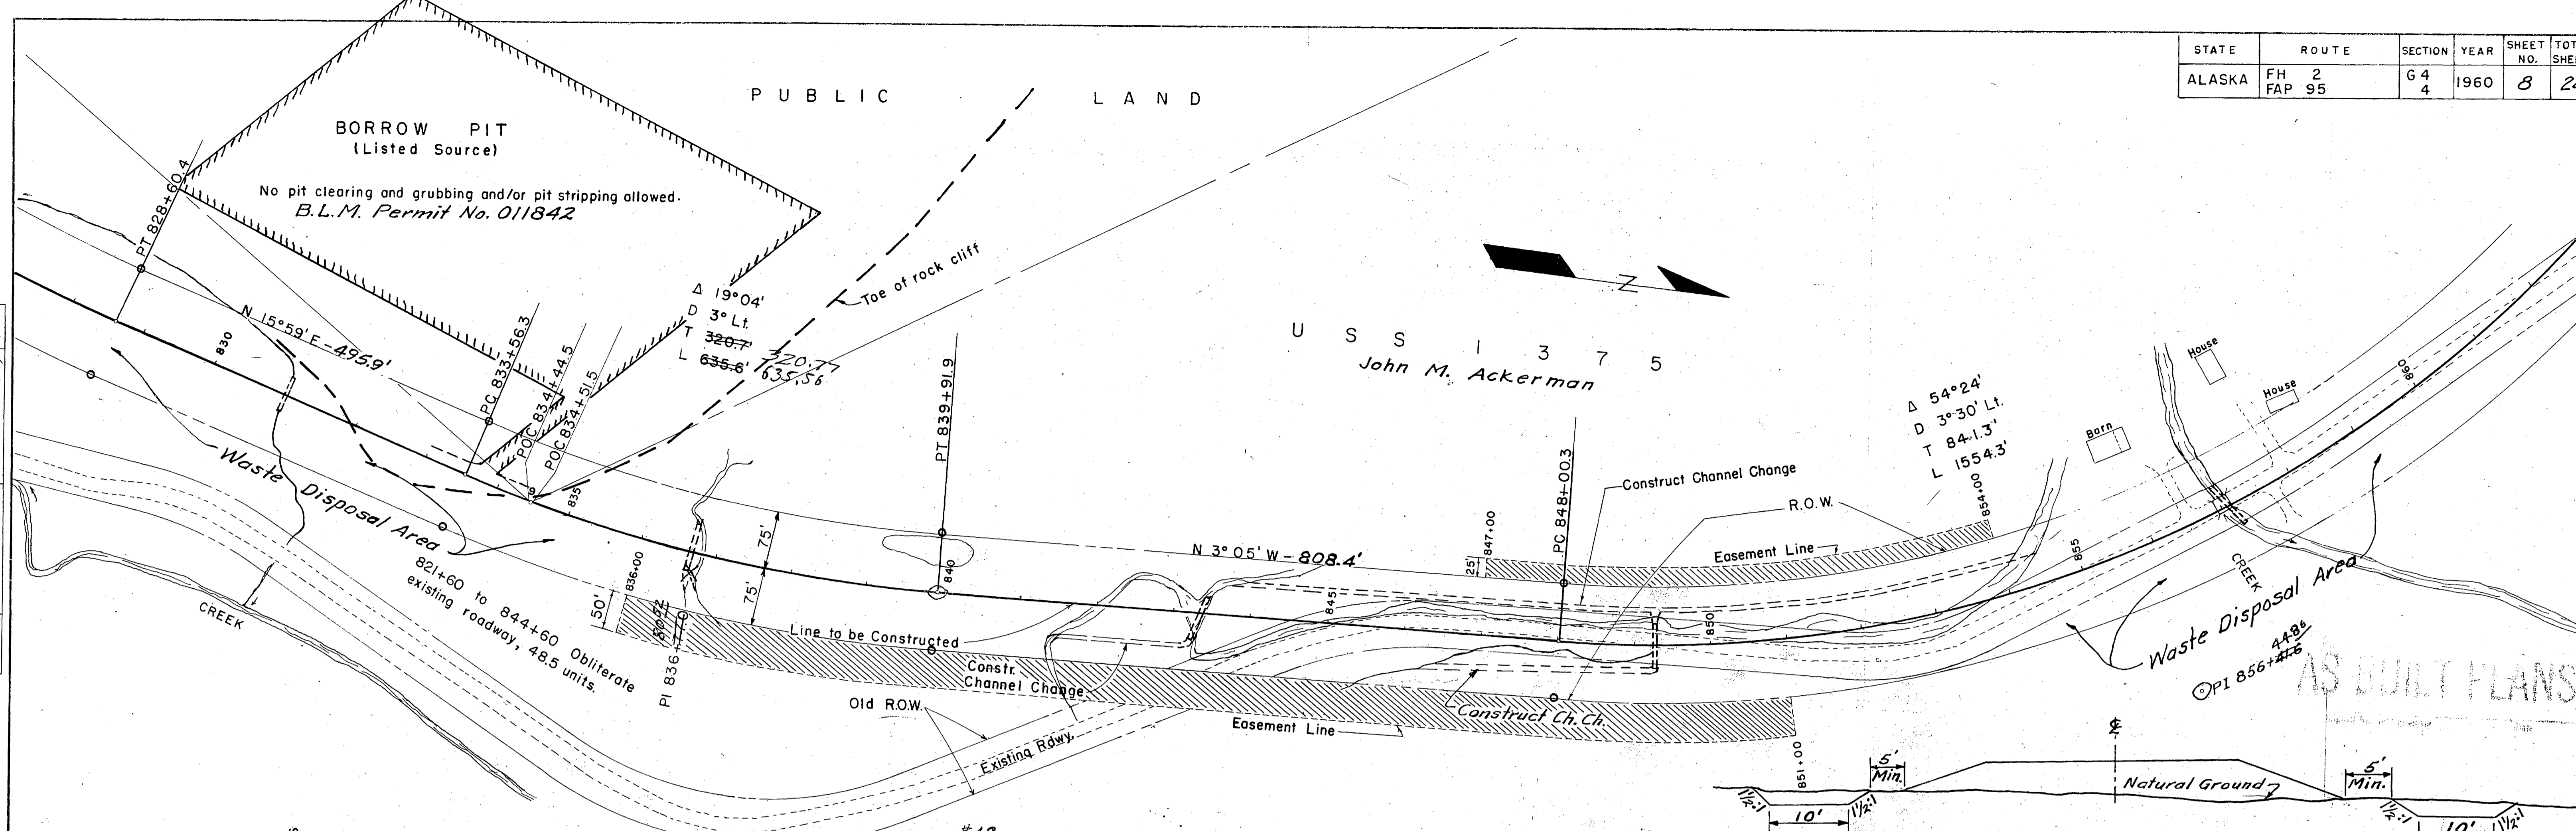 STATE ROUTE SECTION YEAR SHEET NO.
ALASKA FH 2 FAP 95 G4 4 1960 8
PUBLIC LAND
BORROW PIT
(Listed Source)
No pit clearing and grubbing and/or pit stripping allowed.
B.L.M. Permit No. 011842
PT 828+60.4
N 15°59' E - 495.9'
830
PC 833+56.3
POC 834+44.5
POC 834+51.5
835
Δ 19°04'
D 3° Lt.
T 320.7' 320.77
L 635.6' 635.56
Toe of rock cliff
PT 839+91.9
USS 1375
John M. Ackerman
N
Δ 54°24'
D 3°30' Lt.
T 841.3'
L 1554.3'
House
House
Barn
860
Waste Disposal Area
821+60 to 844+60 Obliterate
existing roadway, 48.5 units.
CREEK
50'
836+00
PI 836+
75'
75'
840
N 3°05' W - 808.4'
Line to be Constructed
Constr.
Channel Change
Old R.O.W.
Existing Rdwy.
Easement Line
845
25'
847+00
PC 848+00.3
Construct Channel Change
R.O.W.
Easement Line
854+00
850
855
Construct Ch. Ch.
851+00
CREEK
Waste Disposal Area
44.86
PI 856+41.6
AS BUILT PLANS
℄
5'
Min.
Natural Ground
5'
Min.
1½:1
10'
1½:1
1½:1
10'
1½:1